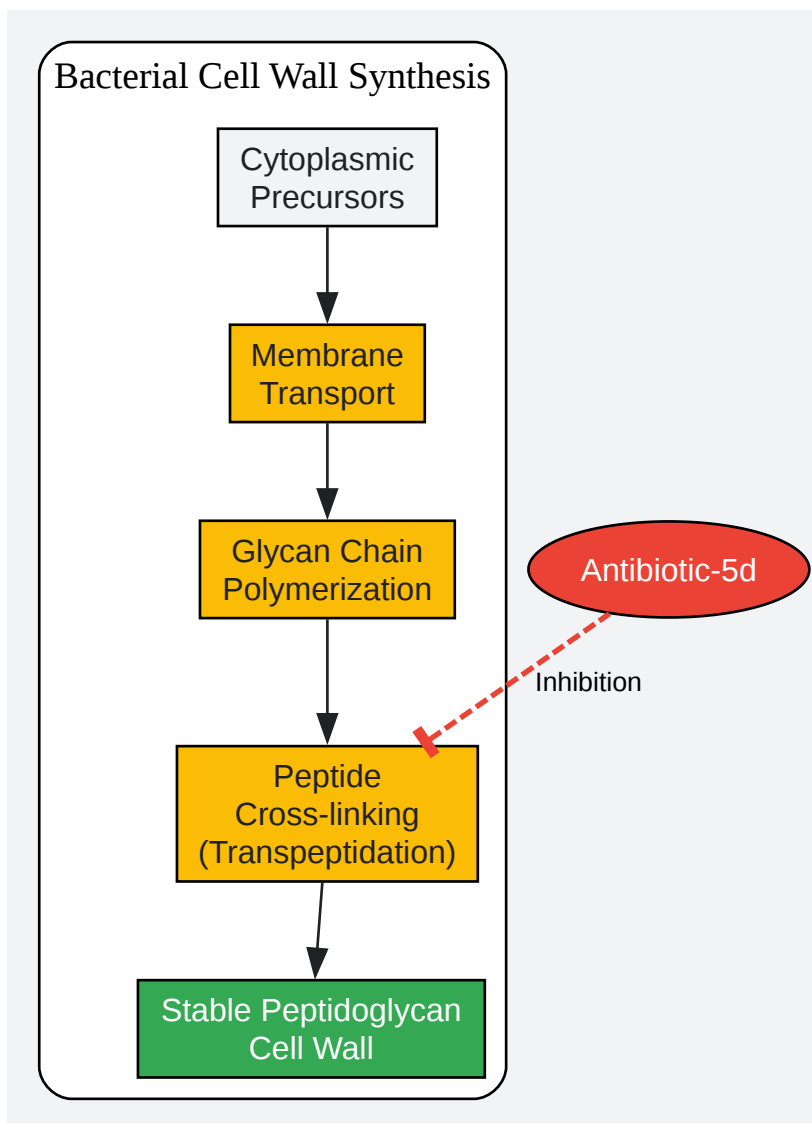 Bacterial Cell Wall Synthesis
Cytoplasmic
Precursors
Membrane
Transport
Glycan Chain
Polymerization
Antibiotic-5d
Inhibition
Peptide
Cross-linking
(Transpeptidation)
Stable Peptidoglycan
Cell Wall